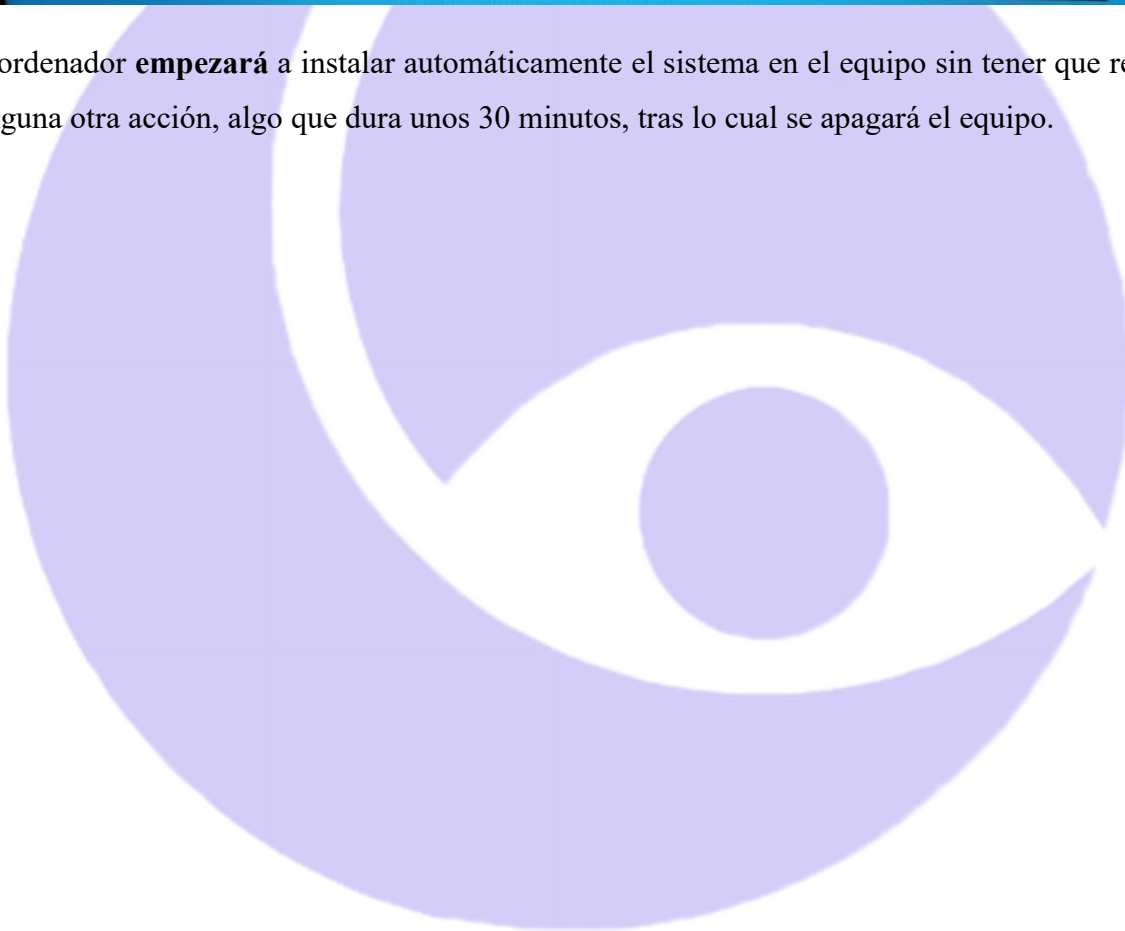 ordenador empezará a instalar automáticamente el sistema en el equipo sin tener que
guna otra acción, algo que dura unos 30 minutos, tras lo cual se apagará el equipo.